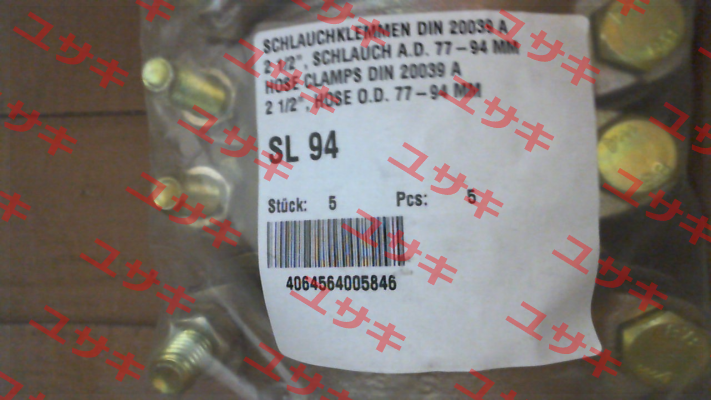 SCHLAUCHKLEMMEN DIN 20039 A
2 1/2", SCHLAUCH A.D. 77-94 MM
HOSE CLAMPS DIN 20039 A
2 1/2", HOSE O.D. 77-94 MM
SL 94
Stück: 5 Pcs: 5
4064564005846
ユサキ